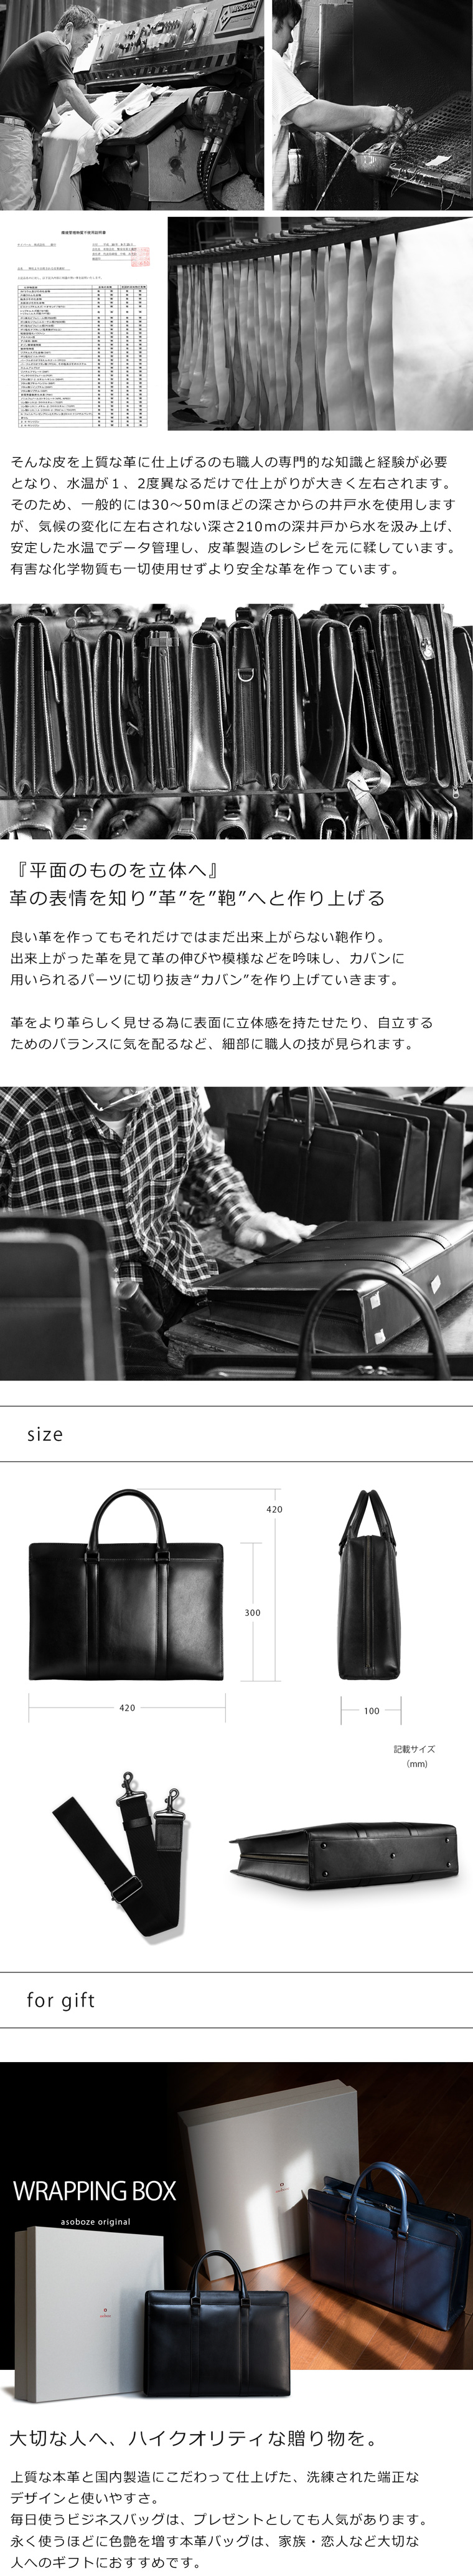 環境管理物質不使用証明書
そんな皮を上質な革に仕上げるのも職人の専門的な知識と経験が必要
となり、水温が１、2度異なるだけで仕上がりが大きく左右されます。
そのため、一般的には30〜50mほどの深さからの井戸水を使用します
が、気候の変化に左右されない深さ210mの深井戸から水を汲み上げ、
安定した水温でデータ管理し、皮革製造のレシピを元に鞣しています。
有害な化学物質も一切使用せずより安全な革を作っています。
『平面のものを立体へ』
革の表情を知り”革”を”鞄”へと作り上げる
良い革を作ってもそれだけではまだ出来上がらない鞄作り。
出来上がった革を見て革の伸びや模様などを吟味し、カバンに
用いられるパーツに切り抜き“カバン”を作り上げていきます。
革をより革らしく見せる為に表面に立体感を持たせたり、自立する
ためのバランスに気を配るなど、細部に職人の技が見られます。
size
420
300
420
100
記載サイズ
（mm）
for gift
WRAPPING BOX
asoboze original
大切な人へ、ハイクオリティな贈り物を。
上質な本革と国内製造にこだわって仕上げた、洗練された端正な
デザインと使いやすさ。
毎日使うビジネスバッグは、プレゼントとしても人気があります。
永く使うほどに色艶を増す本革バッグは、家族・恋人など大切な
人へのギフトにおすすめです。